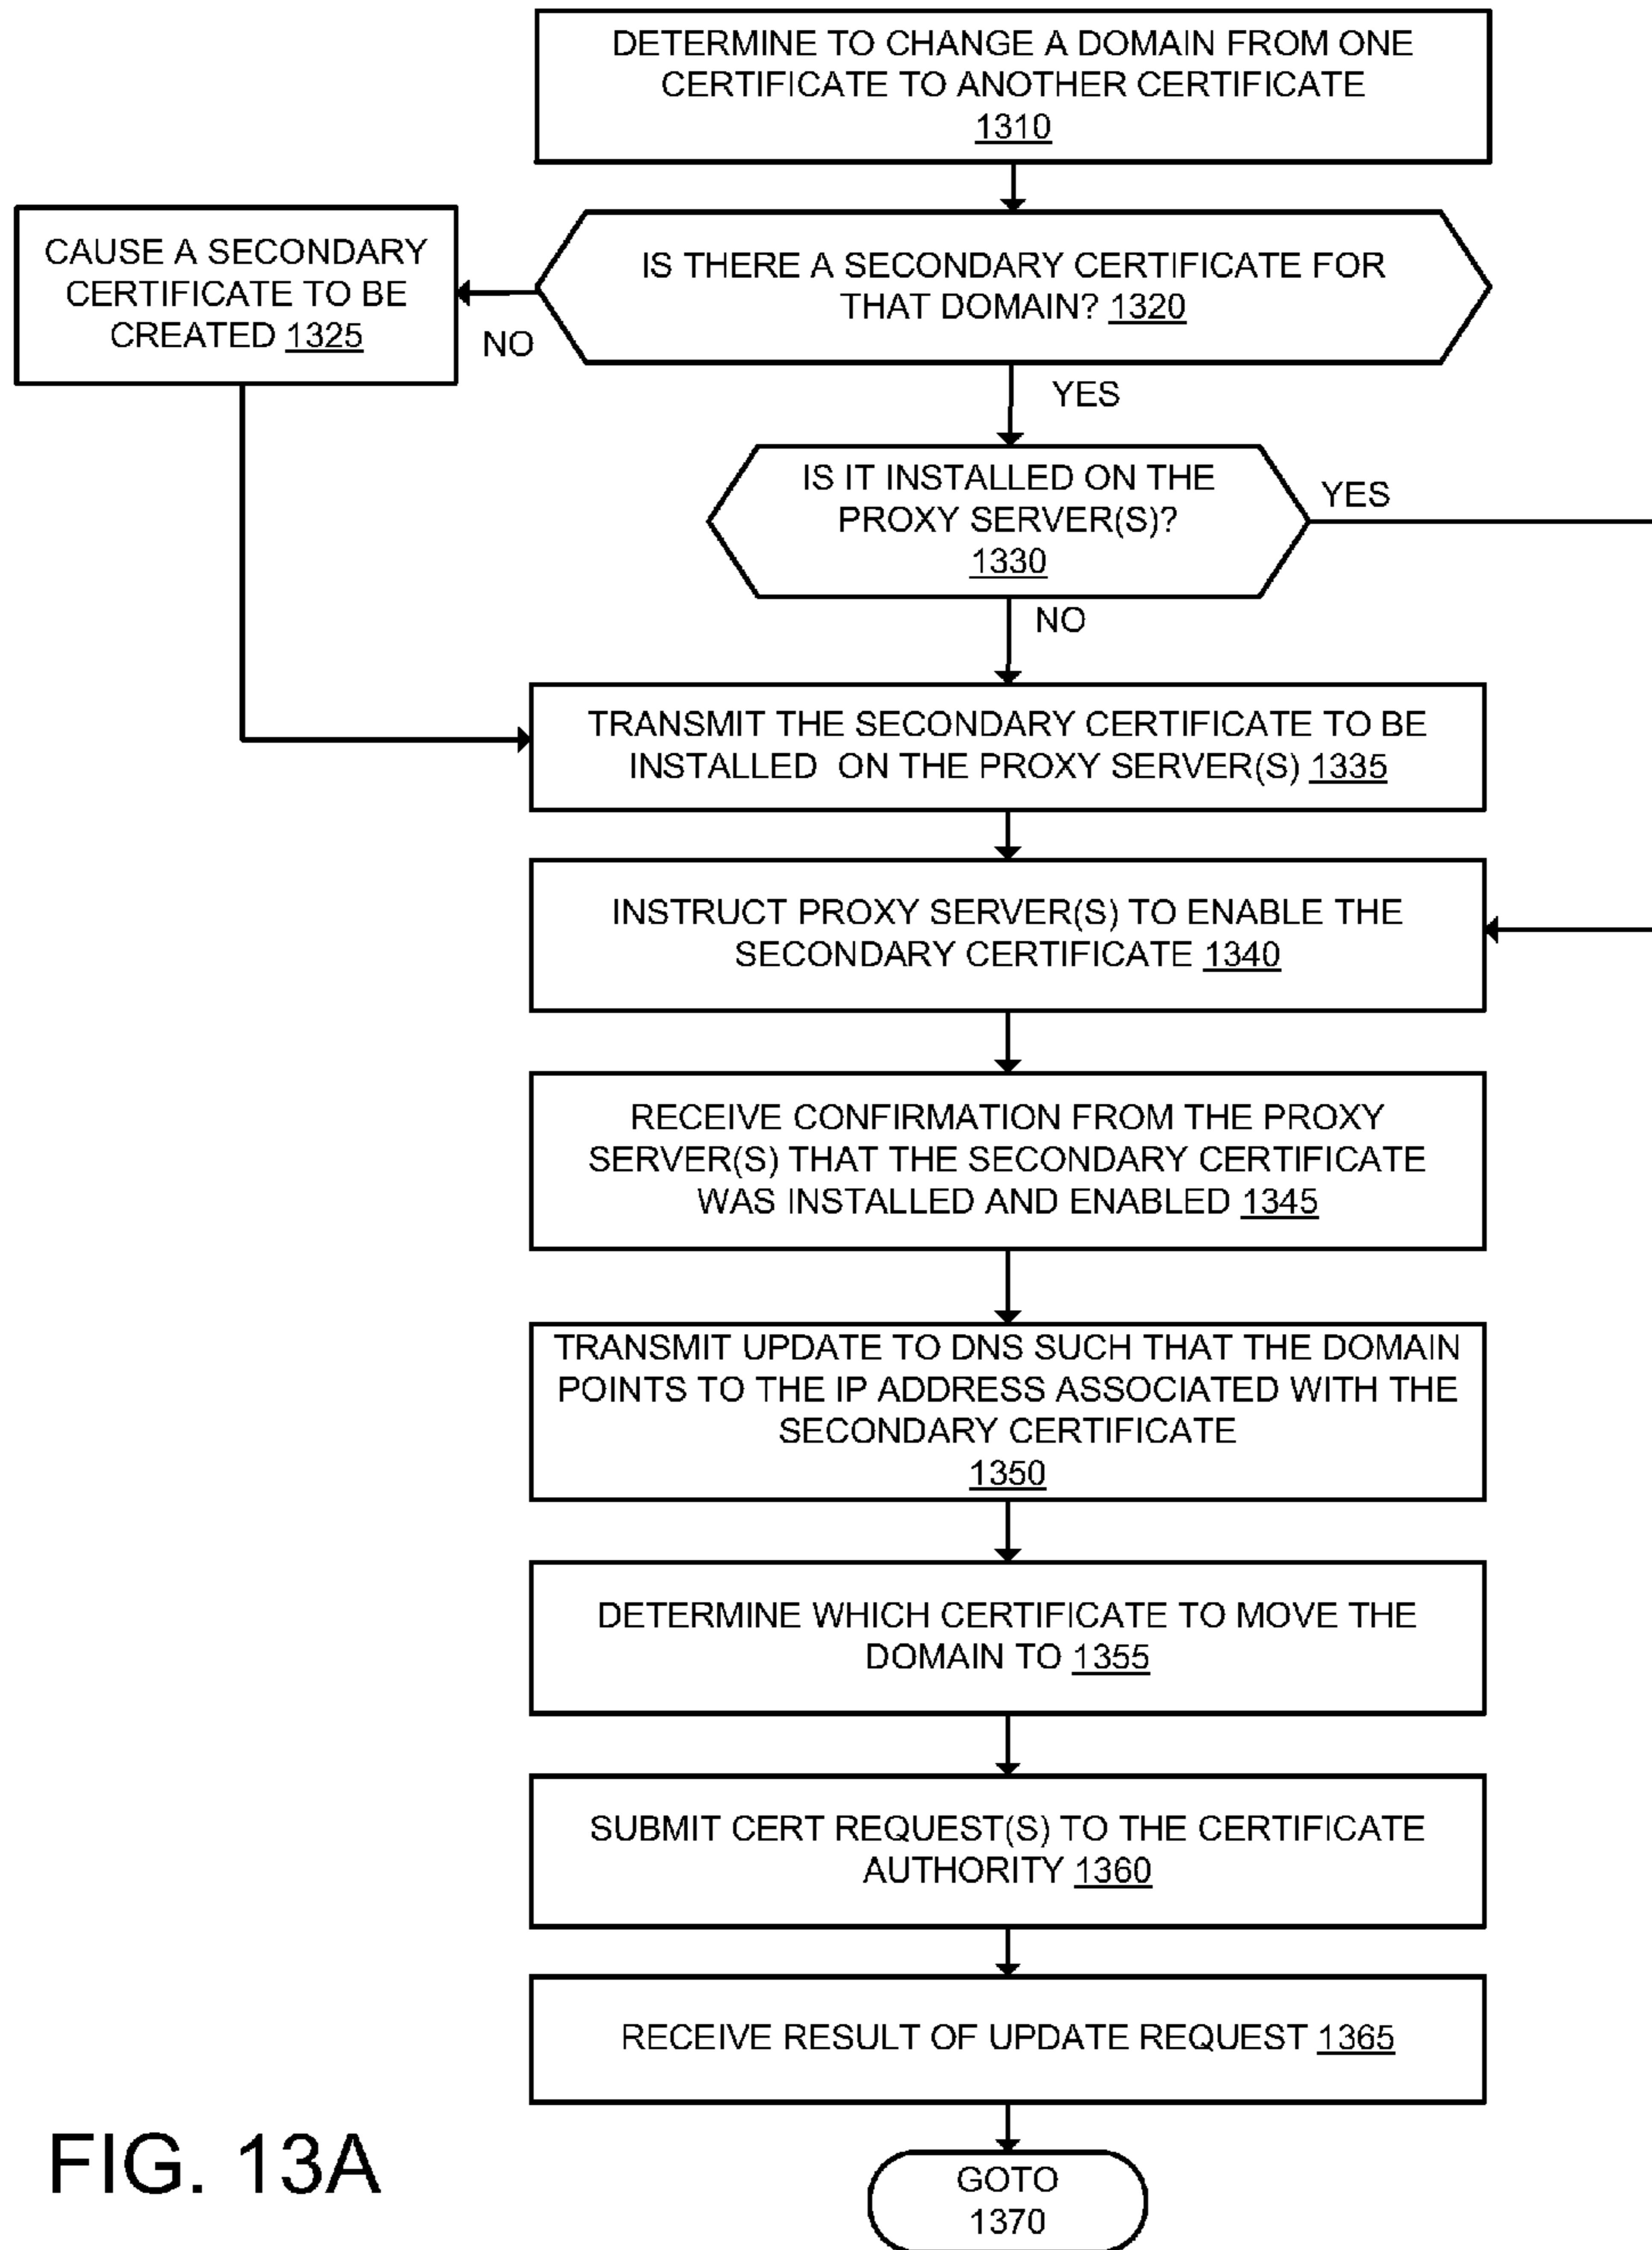 DETERMINE TO CHANGE A DOMAIN FROM ONE
CERTIFICATE TO ANOTHER CERTIFICATE
1310
CAUSE A SECONDARY
CERTIFICATE TO BE
CREATED 1325
NO
IS THERE A SECONDARY CERTIFICATE FOR
THAT DOMAIN? 1320
YES
IS IT INSTALLED ON THE
PROXY SERVER(S)?
1330
YES
NO
TRANSMIT THE SECONDARY CERTIFICATE TO BE
INSTALLED ON THE PROXY SERVER(S) 1335
INSTRUCT PROXY SERVER(S) TO ENABLE THE
SECONDARY CERTIFICATE 1340
RECEIVE CONFIRMATION FROM THE PROXY
SERVER(S) THAT THE SECONDARY CERTIFICATE
WAS INSTALLED AND ENABLED 1345
TRANSMIT UPDATE TO DNS SUCH THAT THE DOMAIN
POINTS TO THE IP ADDRESS ASSOCIATED WITH THE
SECONDARY CERTIFICATE
1350
DETERMINE WHICH CERTIFICATE TO MOVE THE
DOMAIN TO 1355
SUBMIT CERT REQUEST(S) TO THE CERTIFICATE
AUTHORITY 1360
RECEIVE RESULT OF UPDATE REQUEST 1365
GOTO
1370
FIG. 13A